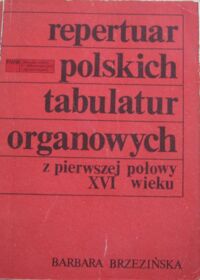 repertuar
polskich
tabulatur
organowych
z pierwszej połowy
XVI wieku
BARBARA BRZEZIŃSKA